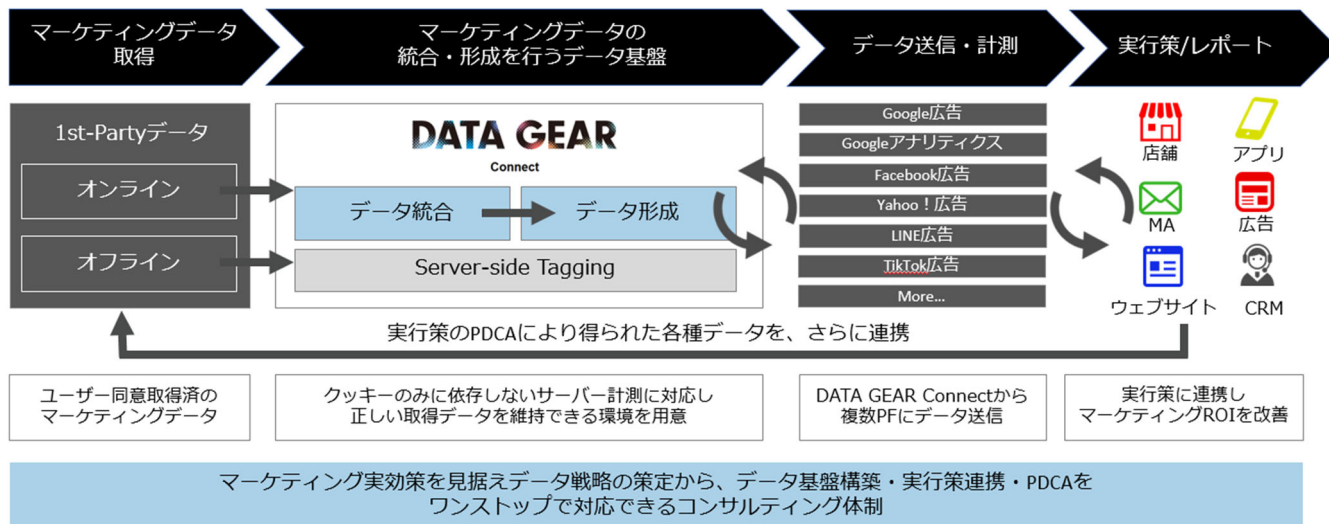 マーケティングデータ
取得
マーケティングデータの
統合・形成を行うデータ基盤
データ送信・計測
実行策/レポート
1st-Partyデータ
オンライン
オフライン
DATA GEAR
Connect
データ統合
データ形成
Server-side Tagging
Google広告
Googleアナリティクス
Facebook広告
Yahoo！広告
LINE広告
TikTok広告
More...
店舗
アプリ
MA
広告
ウェブサイト
CRM
実行策のPDCAにより得られた各種データを、さらに連携
ユーザー同意取得済の
マーケティングデータ
クッキーのみに依存しないサーバー計測に対応し
正しい取得データを維持できる環境を用意
DATA GEAR Connectから
複数PFにデータ送信
実行策に連携し
マーケティングROIを改善
マーケティング実効策を見据えデータ戦略の策定から、データ基盤構築・実行策連携・PDCAを
ワンストップで対応できるコンサルティング体制